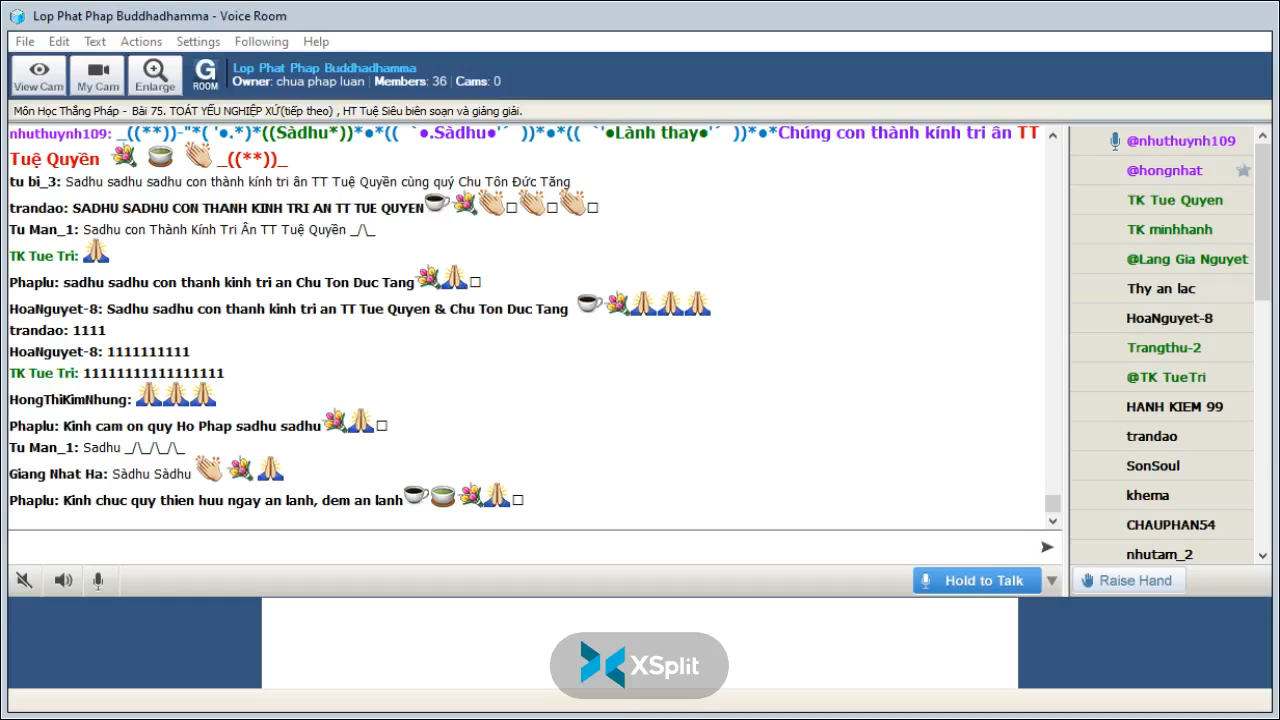 Lop Phat Phap Buddhadhamma - Voice Room
File Edit Text Actions Settings Following Help
View Cam My Cam Enlarge G ROOM
Lop Phat Phap Buddhadhamma
Owner: chua phap luan | Members: 36 | Cams: 0
Môn Học Thắng Pháp - Bài 75. TOÁT YẾU NGHIỆP XỨ(tiếp theo) , HT Tuệ Siêu biên soạn và giảng giải.
nhuthuynh109: _((**))-"*( '●.*)*((Sàdhu*))*●*(( `●.Sàdhu●'´ ))*●*(( `'●Lành thay●'´ ))*●*Chúng con thành kính tri ân TT
Tuệ Quyền _((**))_
tu bi_3: Sadhu sadhu sadhu con thành kính tri ân TT Tuệ Quyền cùng quý Chu Tôn Đức Tăng
trandao: SADHU SADHU CON THANH KINH TRI AN TT TUE QUYEN
Tu Man_1: Sadhu con Thành Kính Tri Ân TT Tuệ Quyền _/\_
TK Tue Tri:
Phaplu: sadhu sadhu con thanh kinh tri an Chu Ton Duc Tang
HoaNguyet-8: Sadhu sadhu con thanh kinh tri an TT Tue Quyen & Chu Ton Duc Tang
trandao: 1111
HoaNguyet-8: 1111111111
TK Tue Tri: 11111111111111111
HongThiKimNhung:
Phaplu: Kinh cam on quy Ho Phap sadhu sadhu
Tu Man_1: Sadhu _/\_/\_/\_
Giang Nhat Ha: Sàdhu Sàdhu
Phaplu: Kinh chuc quy thien huu ngay an lanh, dem an lanh
@nhuthuynh109
@hongnhat
TK Tue Quyen
TK minhhanh
@Lang Gia Nguyet
Thy an lac
HoaNguyet-8
Trangthu-2
@TK TueTri
HANH KIEM 99
trandao
SonSoul
khema
CHAUPHAN54
nhutam_2
Hold to Talk
Raise Hand
XSplit